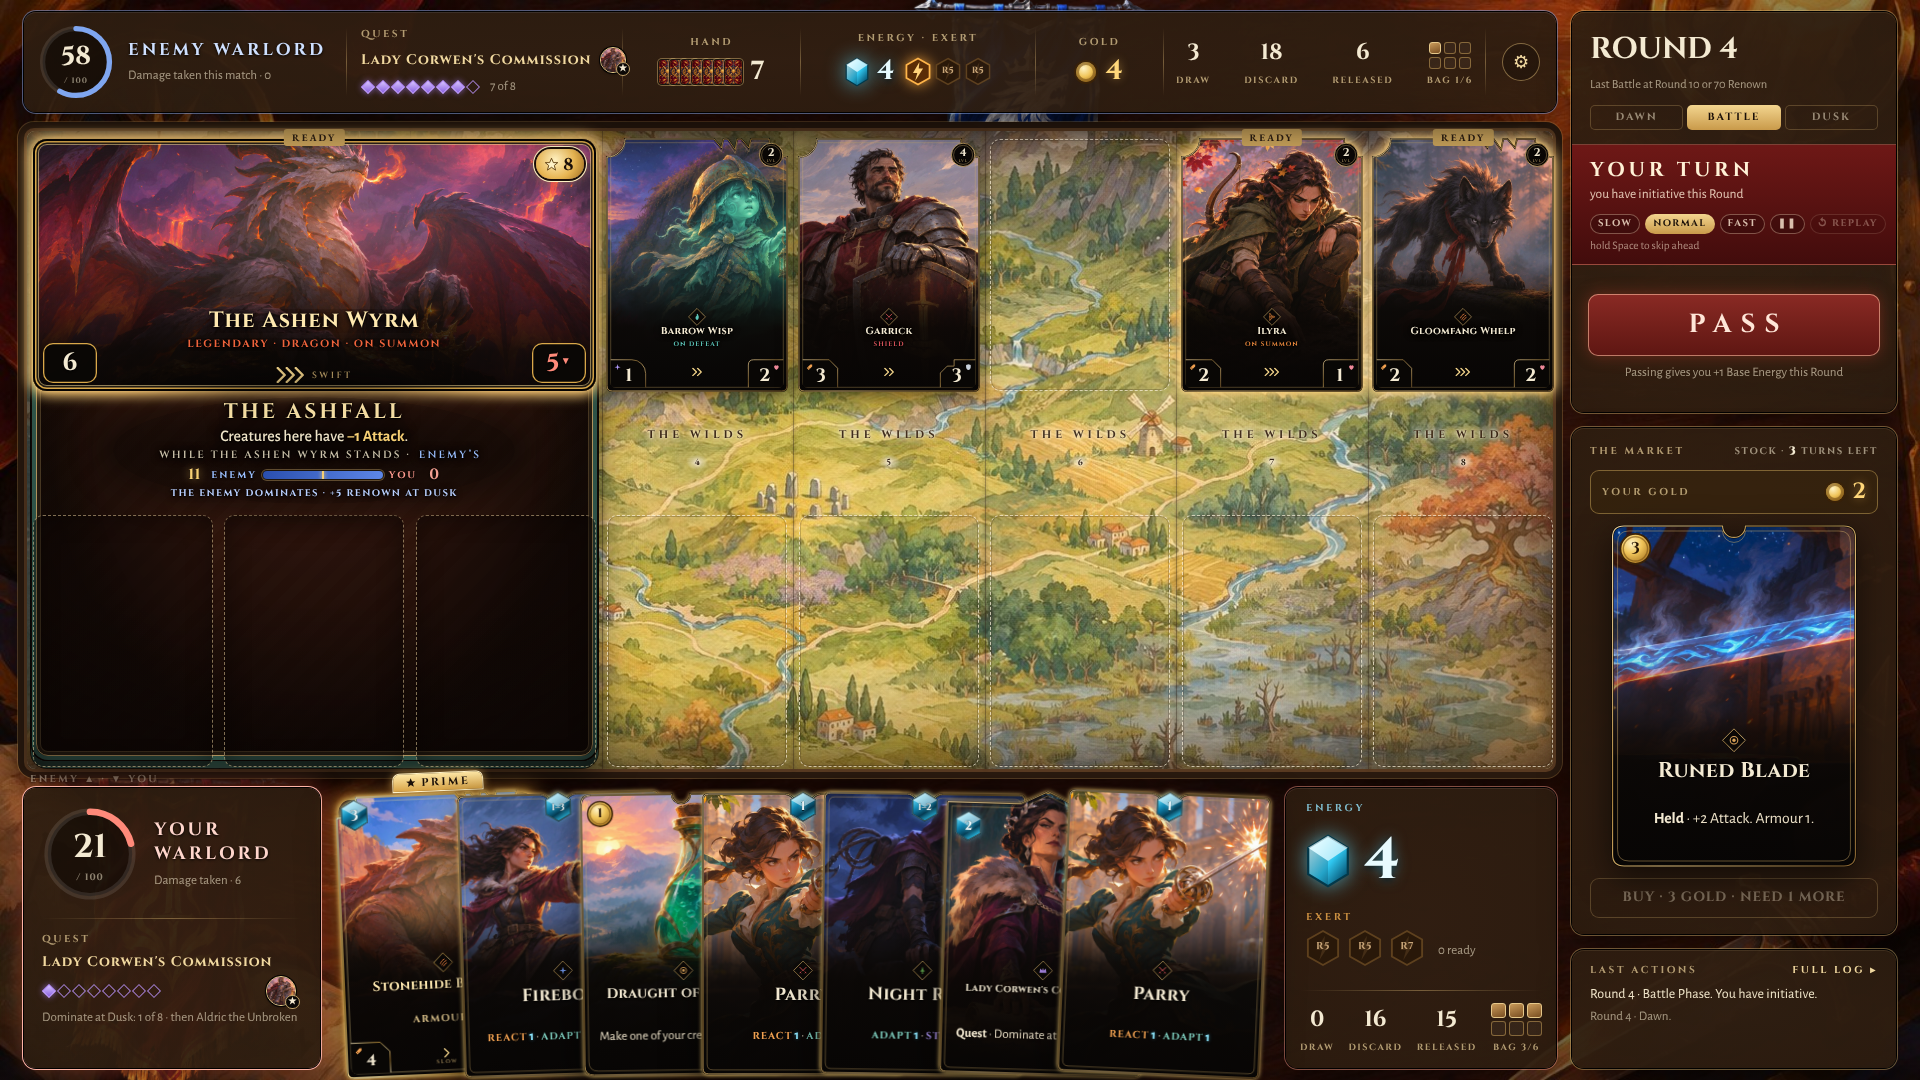 58
/ 100
ENEMY WARLORD
Damage taken this match · 0
QUEST
LADY CORWEN'S COMMISSION
7 of 8
HAND
7
ENERGY · EXERT
4
R5
R5
GOLD
4
3
DRAW
18
DISCARD
6
RELEASED
BAG 1/6
READY
8
THE ASHEN WYRM
LEGENDARY · DRAGON · ON SUMMON
6
SWIFT
5
THE ASHFALL
Creatures here have –1 Attack.
WHILE THE ASHEN WYRM STANDS · ENEMY'S
11 ENEMY
YOU 0
THE ENEMY DOMINATES · +5 RENOWN AT DUSK
2
BARROW WISP
ON DEFEAT
1
2
4
GARRICK
SHIELD
3
3
READY
2
ILYRA
ON SUMMON
2
1
READY
2
GLOOMFANG WHELP
2
2
THE WILDS
4
THE WILDS
5
THE WILDS
6
THE WILDS
7
THE WILDS
8
ENEMY ▲ · ▼ YOU
21
/ 100
YOUR
WARLORD
Damage taken · 6
QUEST
LADY CORWEN'S COMMISSION
Dominate at Dusk: 1 of 8 · then Aldric the Unbroken
★ PRIME
3
STONEHIDE B
ARMOU
4
SLOW
1-3
FIREBO
REACT 1 · ADAPT
1
DRAUGHT OF
Make one of your cre
1
PARR
REACT 1 · AD
1-2
NIGHT R
ADAPT 1 · ST
2
LADY CORWEN'S C
Quest · Dominate at
1
PARRY
REACT 1 · ADAPT 1
ENERGY
4
EXERT
R5
R5
R7
0 ready
0
DRAW
16
DISCARD
15
RELEASED
BAG 3/6
ROUND 4
Last Battle at Round 10 or 70 Renown
DAWN
BATTLE
DUSK
YOUR TURN
you have initiative this Round
SLOW
NORMAL
FAST
REPLAY
hold Space to skip ahead
PASS
Passing gives you +1 Base Energy this Round
THE MARKET
STOCK · 3 TURNS LEFT
YOUR GOLD
2
3
RUNED BLADE
Held · +2 Attack. Armour 1.
BUY · 3 GOLD · NEED 1 MORE
LAST ACTIONS
FULL LOG ▸
Round 4 · Battle Phase. You have initiative.
Round 4 · Dawn.